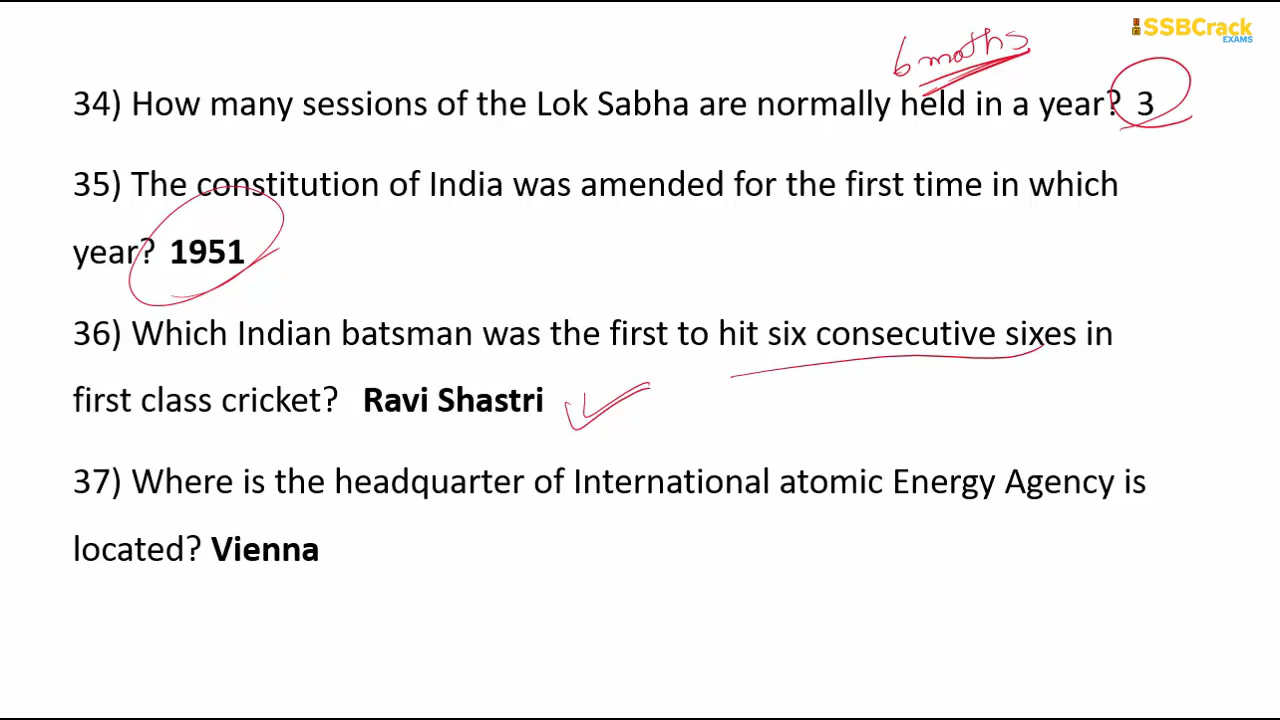 SSBCrack
EXAMS
6 moths
34) How many sessions of the Lok Sabha are normally held in a year? 3
35) The constitution of India was amended for the first time in which
year? 1951
36) Which Indian batsman was the first to hit six consecutive sixes in
first class cricket? Ravi Shastri
37) Where is the headquarter of International atomic Energy Agency is
located? Vienna